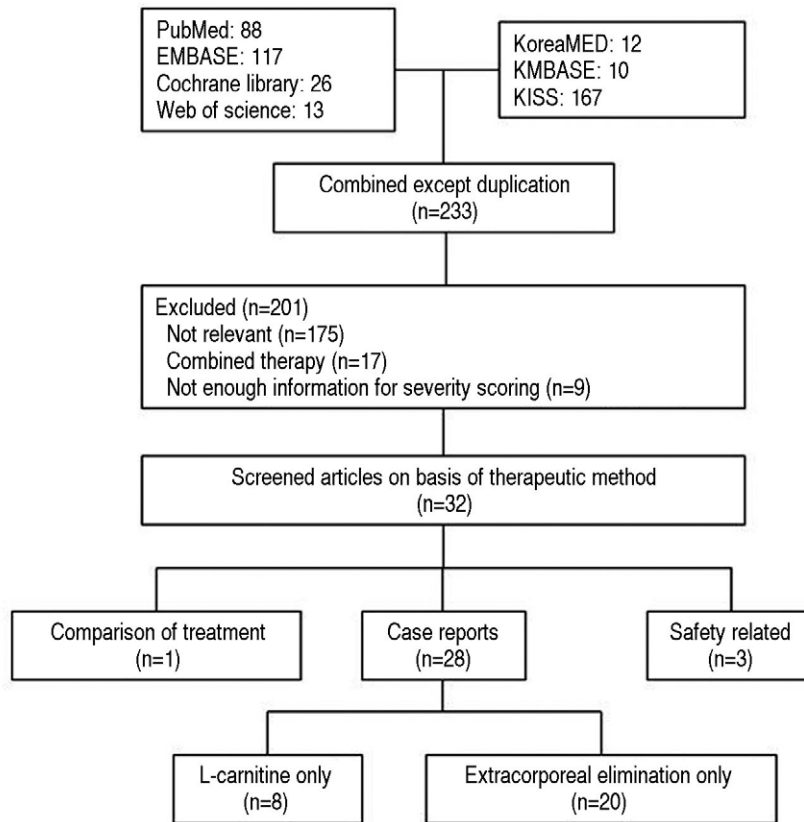 PubMed: 88
EMBASE: 117
Cochrane library: 26
Web of science: 13
KoreaMED: 12
KMBASE: 10
KISS: 167
Combined except duplication
(n=233)
Excluded (n=201)
Not relevant (n=175)
Combined therapy (n=17)
Not enough information for severity scoring (n=9)
Screened articles on basis of therapeutic method
(n=32)
Comparison of treatment
(n=1)
Case reports
(n=28)
Safety related
(n=3)
L-carnitine only
(n=8)
Extracorporeal elimination only
(n=20)